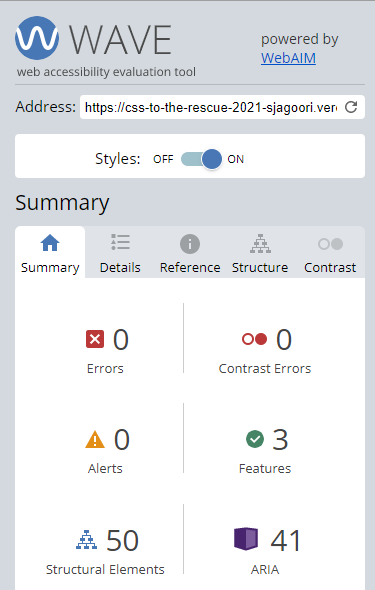 WAVE
web accessibility evaluation tool
powered by
WebAIM
Address: https://css-to-the-rescue-2021-sjagoori.ver
Styles: OFF ON
Summary
Summary Details Reference Structure Contrast
0 0
Errors Contrast Errors
0 3
Alerts Features
50 41
Structural Elements ARIA